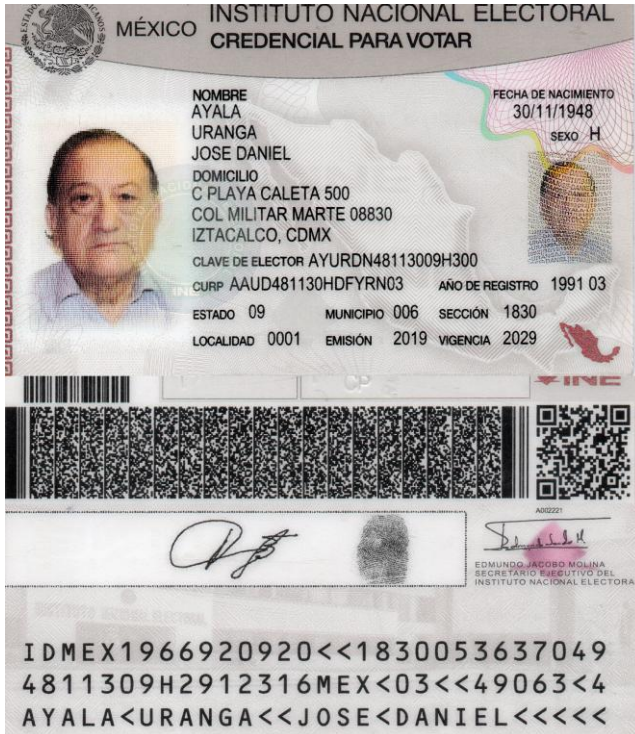 MÉXICO
INSTITUTO NACIONAL ELECTORAL
CREDENCIAL PARA VOTAR
NOMBRE
AYALA
URANGA
JOSE DANIEL
FECHA DE NACIMIENTO
30/11/1948
SEXO H
DOMICILIO
C PLAYA CALETA 500
COL MILITAR MARTE 08830
IZTACALCO, CDMX
CLAVE DE ELECTOR AYURDN48113009H300
CURP AAUD481130HDFYRN03 AÑO DE REGISTRO 1991 03
ESTADO 09 MUNICIPIO 006 SECCIÓN 1830
LOCALIDAD 0001 EMISIÓN 2019 VIGENCIA 2029
INE
A002221
EDMUNDO JACOBO MOLINA
SECRETARIO EJECUTIVO DEL
INSTITUTO NACIONAL ELECTORA
IDMEX1966920920<<1830053637049
4811309H2912316MEX<03<<49063<4
AYALA<URANGA<<JOSE<DANIEL<<<<<